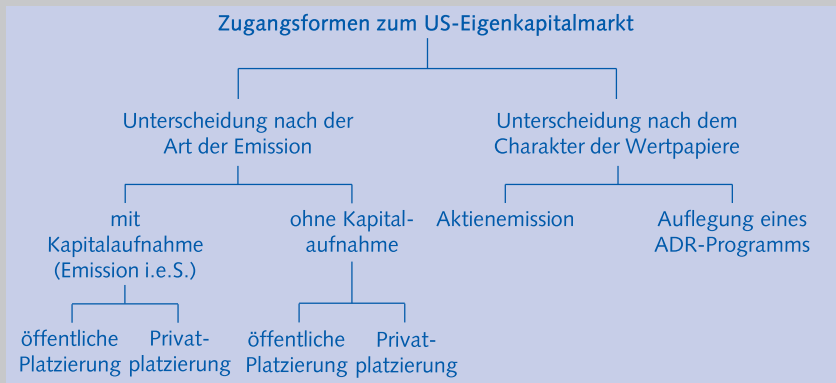 Zugangsformen zum US-Eigenkapitalmarkt
Unterscheidung nach der
Art der Emission
Unterscheidung nach dem
Charakter der Wertpapiere
mit
Kapitalaufnahme
(Emission i.e.S.)
ohne Kapital-
aufnahme
Aktienemission
Auflegung eines
ADR-Programms
öffentliche
Platzierung
Privat-
platzierung
öffentliche
Platzierung
Privat-
platzierung